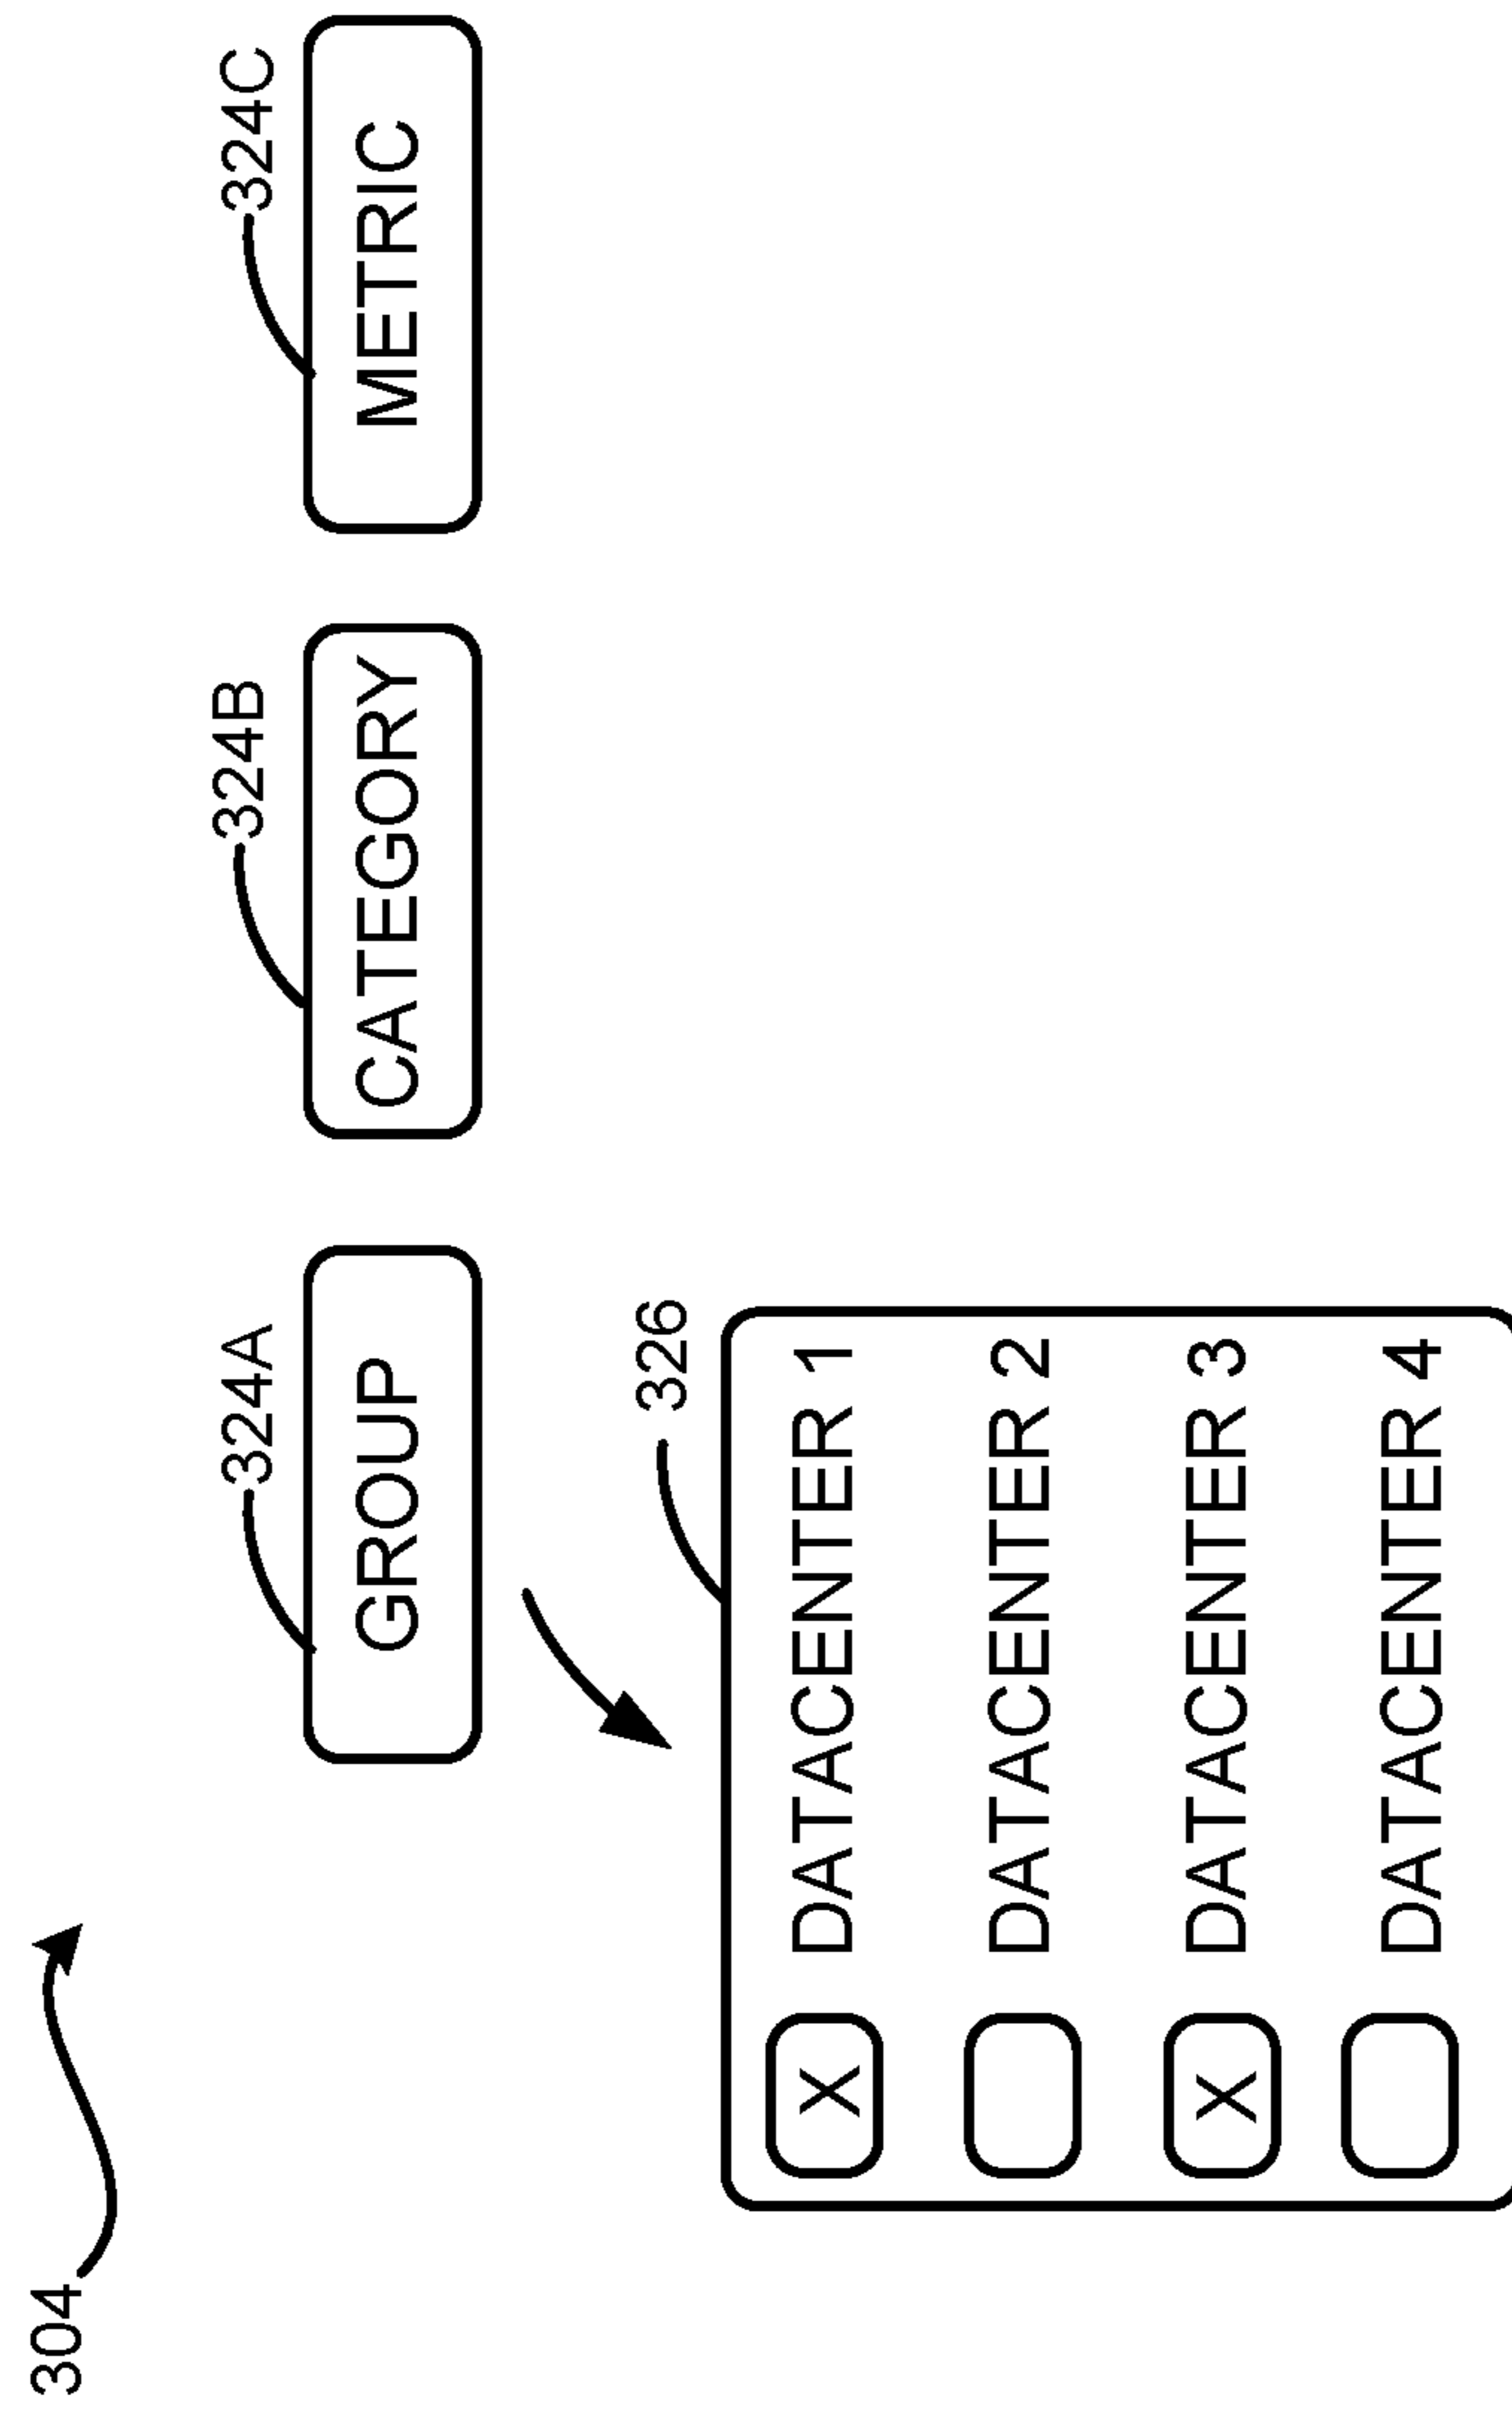 304
324A 324B 324C
GROUP CATEGORY METRIC
326
X DATACENTER 1
DATACENTER 2
X DATACENTER 3
DATACENTER 4